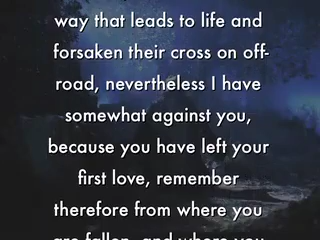 way that leads to life and
forsaken their cross on off-
road, nevertheless I have
somewhat against you,
because you have left your
first love, remember
therefore from where you
are fallen, and where you